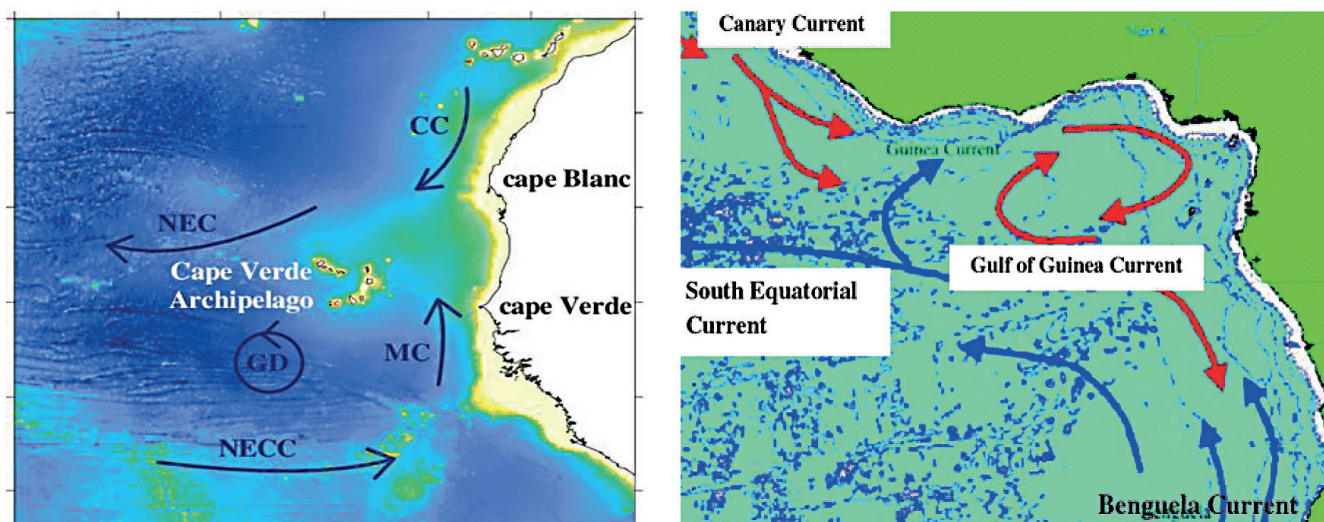 CC
cape Blanc
NEC
Cape Verde
Archipelago
cape Verde
GD
MC
NECC
Canary Current
Guinea Current
Gulf of Guinea Current
South Equatorial
Current
Benguela Current